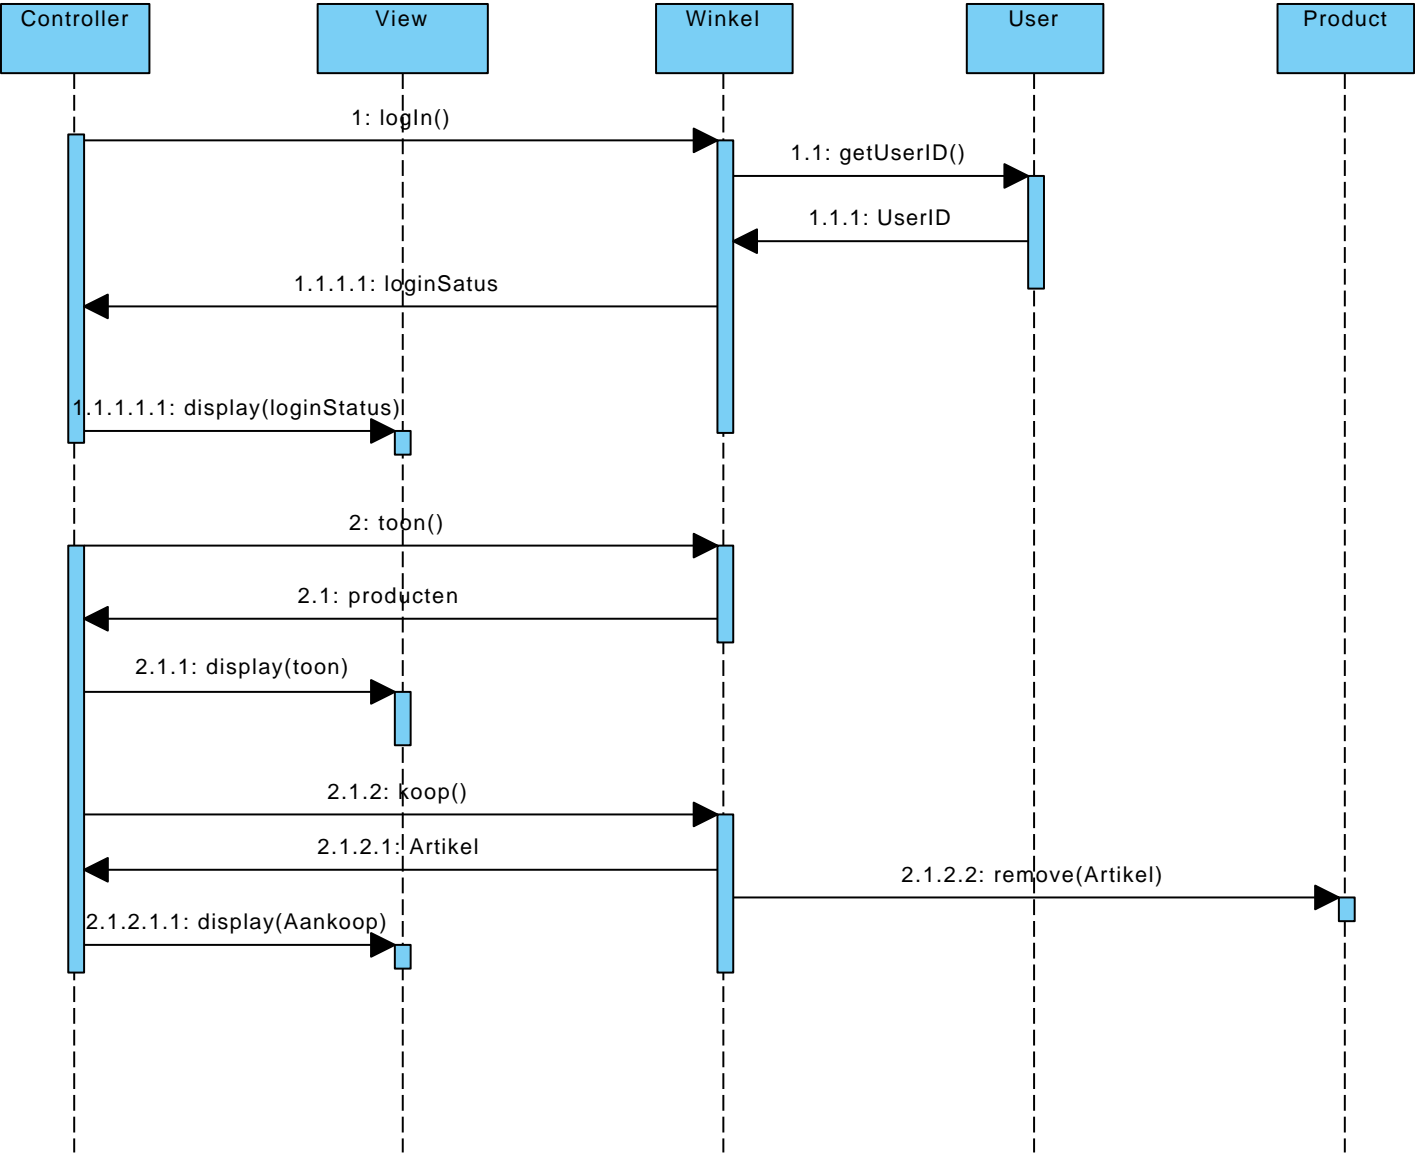 Controller
View
Winkel
User
Product
1: logIn()
1.1: getUserID()
1.1.1: UserID
1.1.1.1: loginSatus
1.1.1.1.1: display(loginStatus)
2: toon()
2.1: producten
2.1.1: display(toon)
2.1.2: koop()
2.1.2.1: Artikel
2.1.2.2: remove(Artikel)
2.1.2.1.1: display(Aankoop)